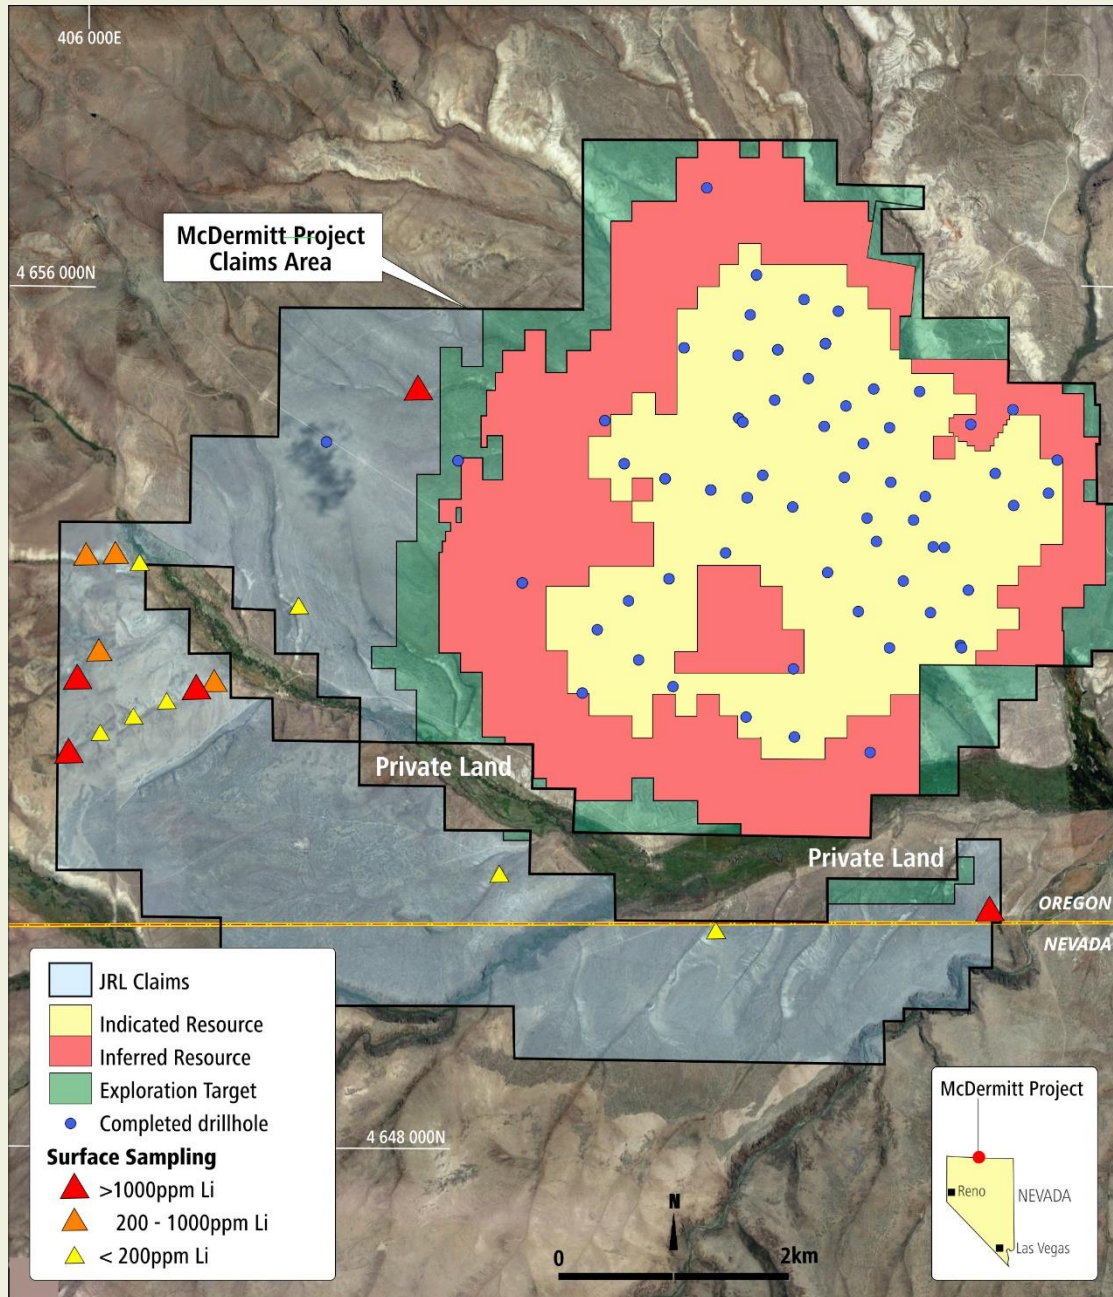 406 000E
McDermitt Project
Claims Area
4 656 000N
Private Land
Private Land
OREGON
NEVADA
JRL Claims
Indicated Resource
Inferred Resource
Exploration Target
Completed drillhole
Surface Sampling
>1000ppm Li
200 - 1000ppm Li
< 200ppm Li
4 648 000N
N
0
2km
McDermitt Project
Reno
NEVADA
Las Vegas